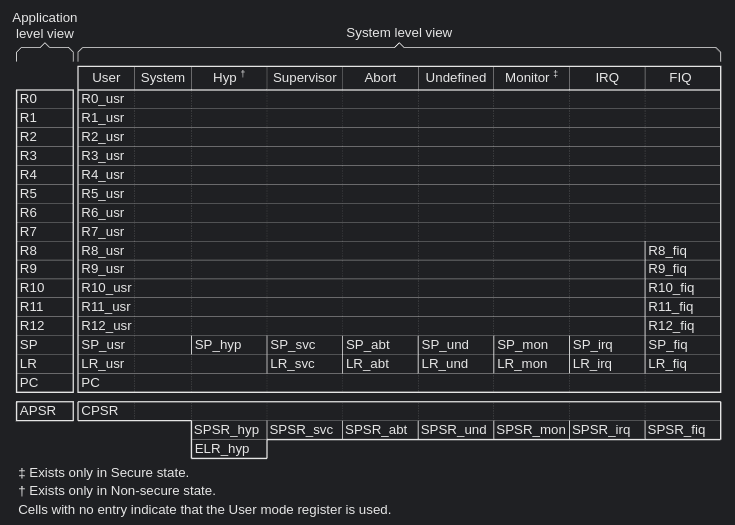 Application
level view
System level view
User System Hyp † Supervisor Abort Undefined Monitor ‡ IRQ FIQ
R0 R0_usr
R1 R1_usr
R2 R2_usr
R3 R3_usr
R4 R4_usr
R5 R5_usr
R6 R6_usr
R7 R7_usr
R8 R8_usr R8_fiq
R9 R9_usr R9_fiq
R10 R10_usr R10_fiq
R11 R11_usr R11_fiq
R12 R12_usr R12_fiq
SP SP_usr SP_hyp SP_svc SP_abt SP_und SP_mon SP_irq SP_fiq
LR LR_usr LR_svc LR_abt LR_und LR_mon LR_irq LR_fiq
PC PC
APSR CPSR
SPSR_hyp SPSR_svc SPSR_abt SPSR_und SPSR_mon SPSR_irq SPSR_fiq
ELR_hyp
‡ Exists only in Secure state.
† Exists only in Non-secure state.
Cells with no entry indicate that the User mode register is used.